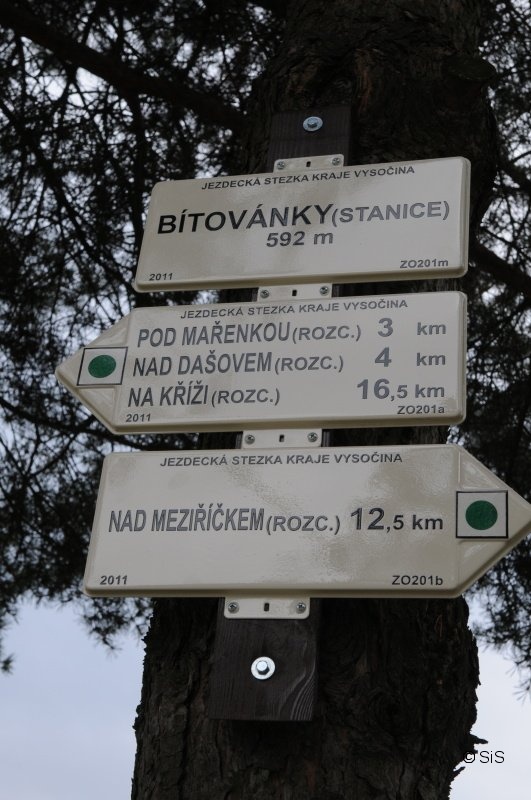 JEZDECKÁ STEZKA KRAJE VYSOČINA
BÍTOVÁNKY(STANICE)
592 m
2011 ZO201m
JEZDECKÁ STEZKA KRAJE VYSOČINA
POD MAŘENKOU(ROZC.) 3 km
NAD DAŠOVEM(ROZC.) 4 km
NA KŘÍŽI(ROZC.) 16,5 km
2011 ZO201a
JEZDECKÁ STEZKA KRAJE VYSOČINA
NAD MEZIŘÍČKEM(ROZC.) 12,5 km
2011 ZO201b
© SiS